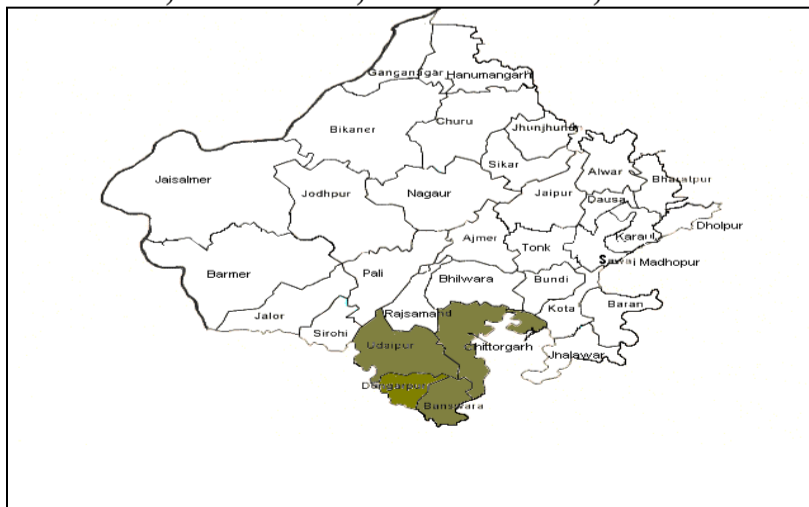 Ganganagar
Hanumangarh
Bikaner
Churu
Jhunjhunu
Sikar
Alwar
Bharatpur
Jaisalmer
Jodhpur
Nagaur
Jaipur
Dausa
Dholpur
Ajmer
Tonk
Karauli
Sawai Madhopur
Barmer
Pali
Bhilwara
Bundi
Baran
Jalor
Sirohi
Rajsamand
Kota
Udaipur
Chittorgarh
Jhalawar
Dungarpur
Banswara